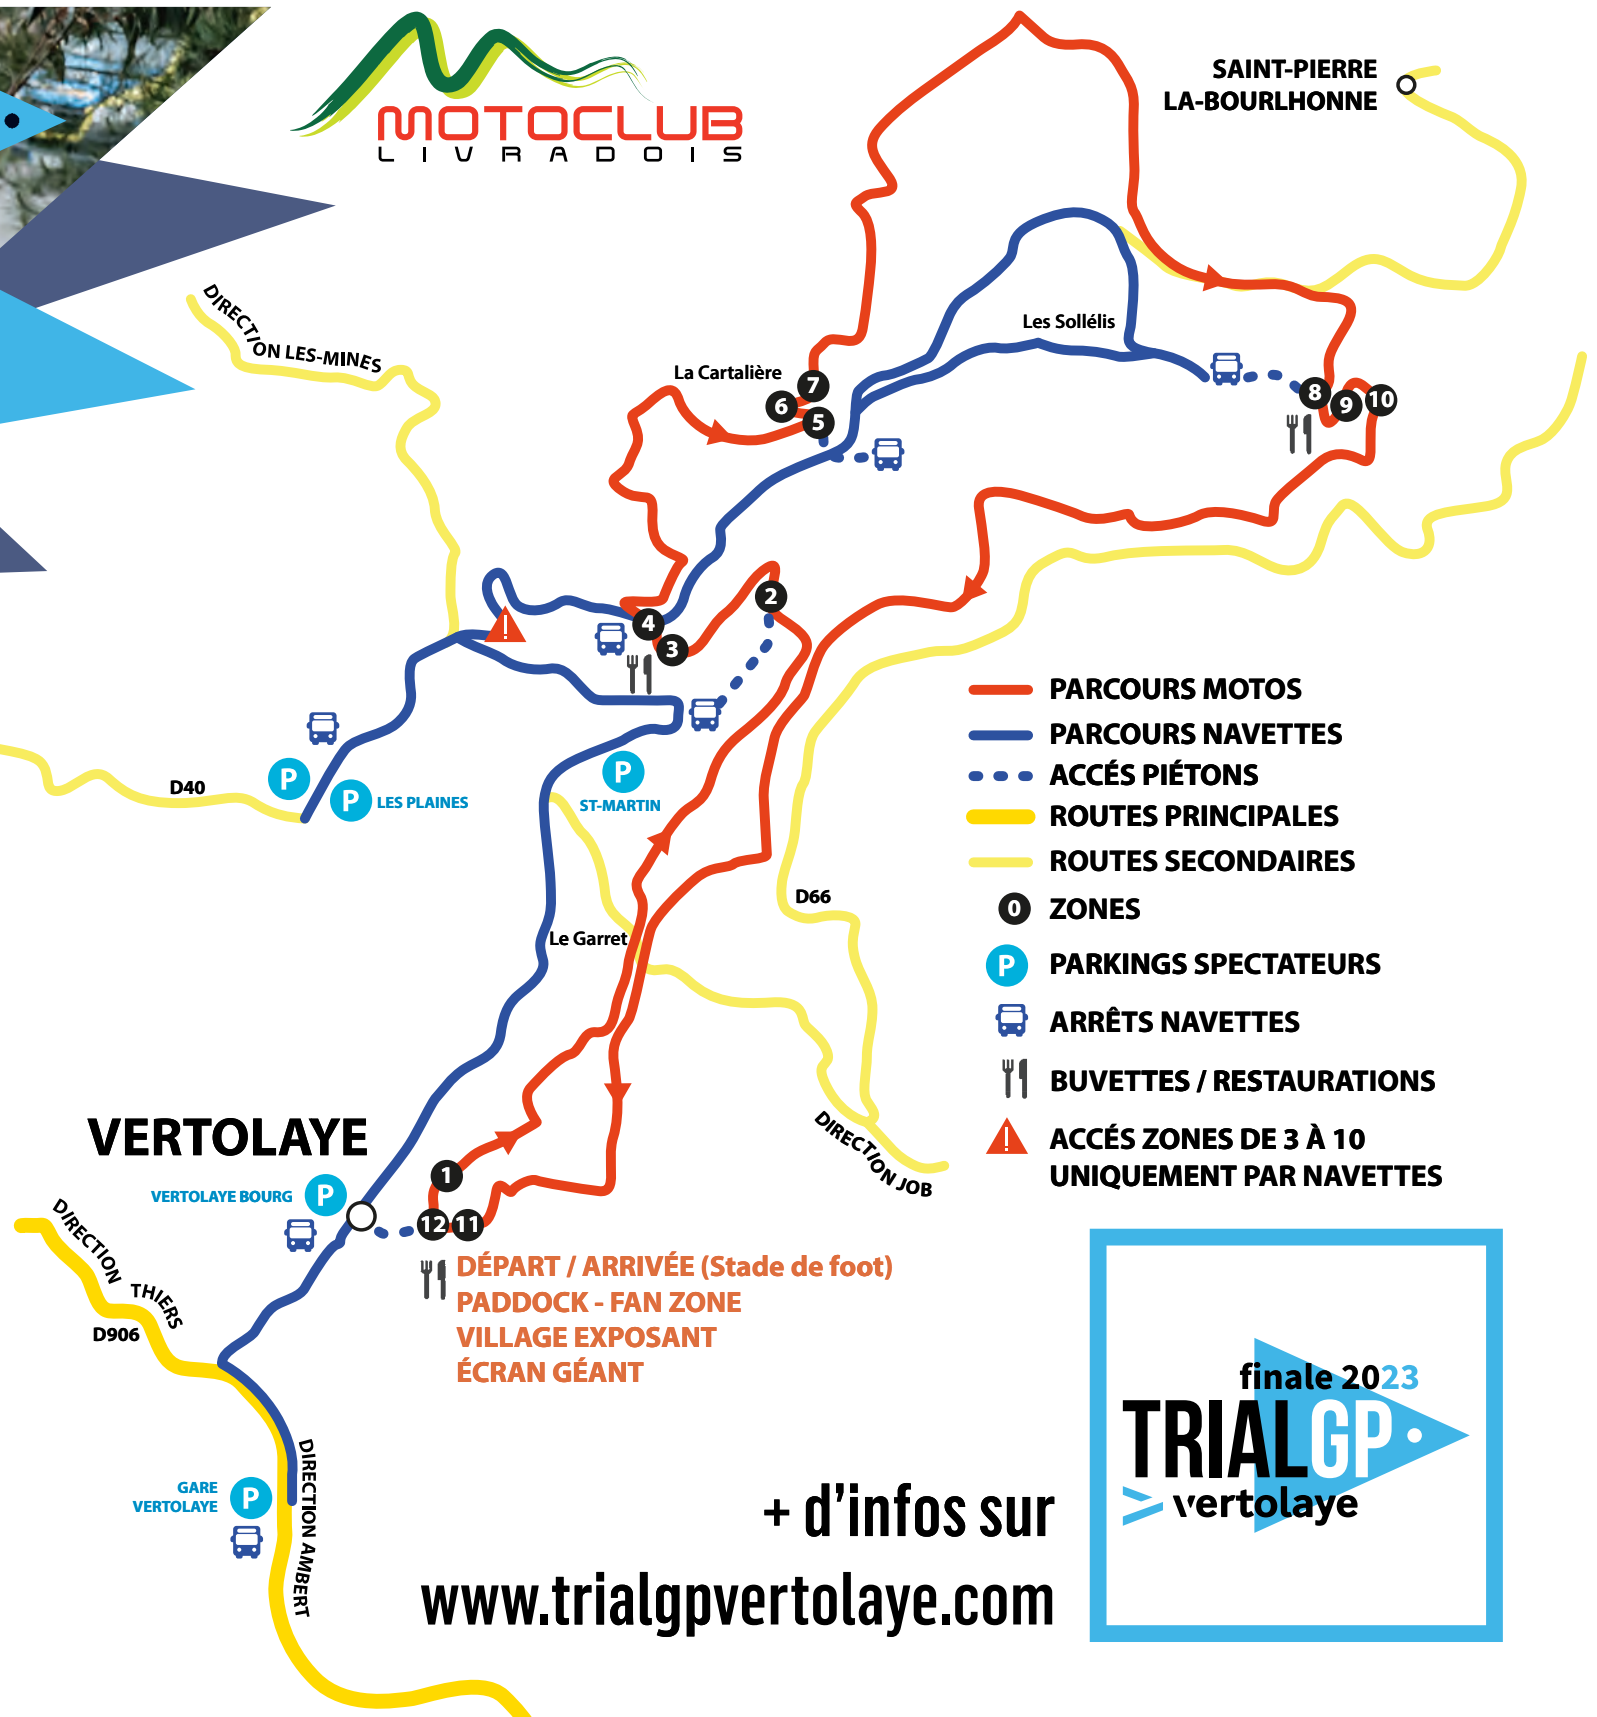 MOTOCLUB
LIVRADOIS
SAINT-PIERRE
LA-BOURLHONNE
DIRECTION LES-MINES
Les Sollélis
La Cartalière
7
6
5
8
9
10
4
3
2
D40
P
P
LES PLAINES
P
ST-MARTIN
D66
Le Garret
DIRECTION JOB
PARCOURS MOTOS
PARCOURS NAVETTES
ACCÉS PIÉTONS
ROUTES PRINCIPALES
ROUTES SECONDAIRES
0 ZONES
P PARKINGS SPECTATEURS
ARRÊTS NAVETTES
BUVETTES / RESTAURATIONS
! ACCÉS ZONES DE 3 À 10
UNIQUEMENT PAR NAVETTES
!
VERTOLAYE
VERTOLAYE BOURG P
1
12
11
DÉPART / ARRIVÉE (Stade de foot)
PADDOCK - FAN ZONE
VILLAGE EXPOSANT
ÉCRAN GÉANT
DIRECTION THIERS
D906
DIRECTION AMBERT
GARE
VERTOLAYE
P
+ d'infos sur
www.trialgpvertolaye.com
finale 2023
TRIALGP
vertolaye